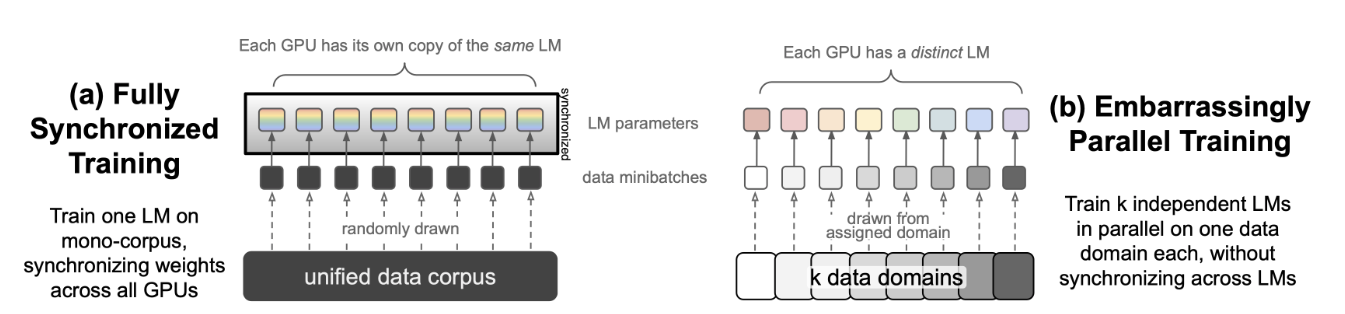 (a) Fully
Synchronized
Training
Train one LM on
mono-corpus,
synchronizing weights
across all GPUs
Each GPU has its own copy of the same LM
synchronized
randomly drawn
unified data corpus
LM parameters
data minibatches
Each GPU has a distinct LM
drawn from
assigned domain
k data domains
(b) Embarrassingly
Parallel Training
Train k independent LMs
in parallel on one data
domain each, without
synchronizing across LMs